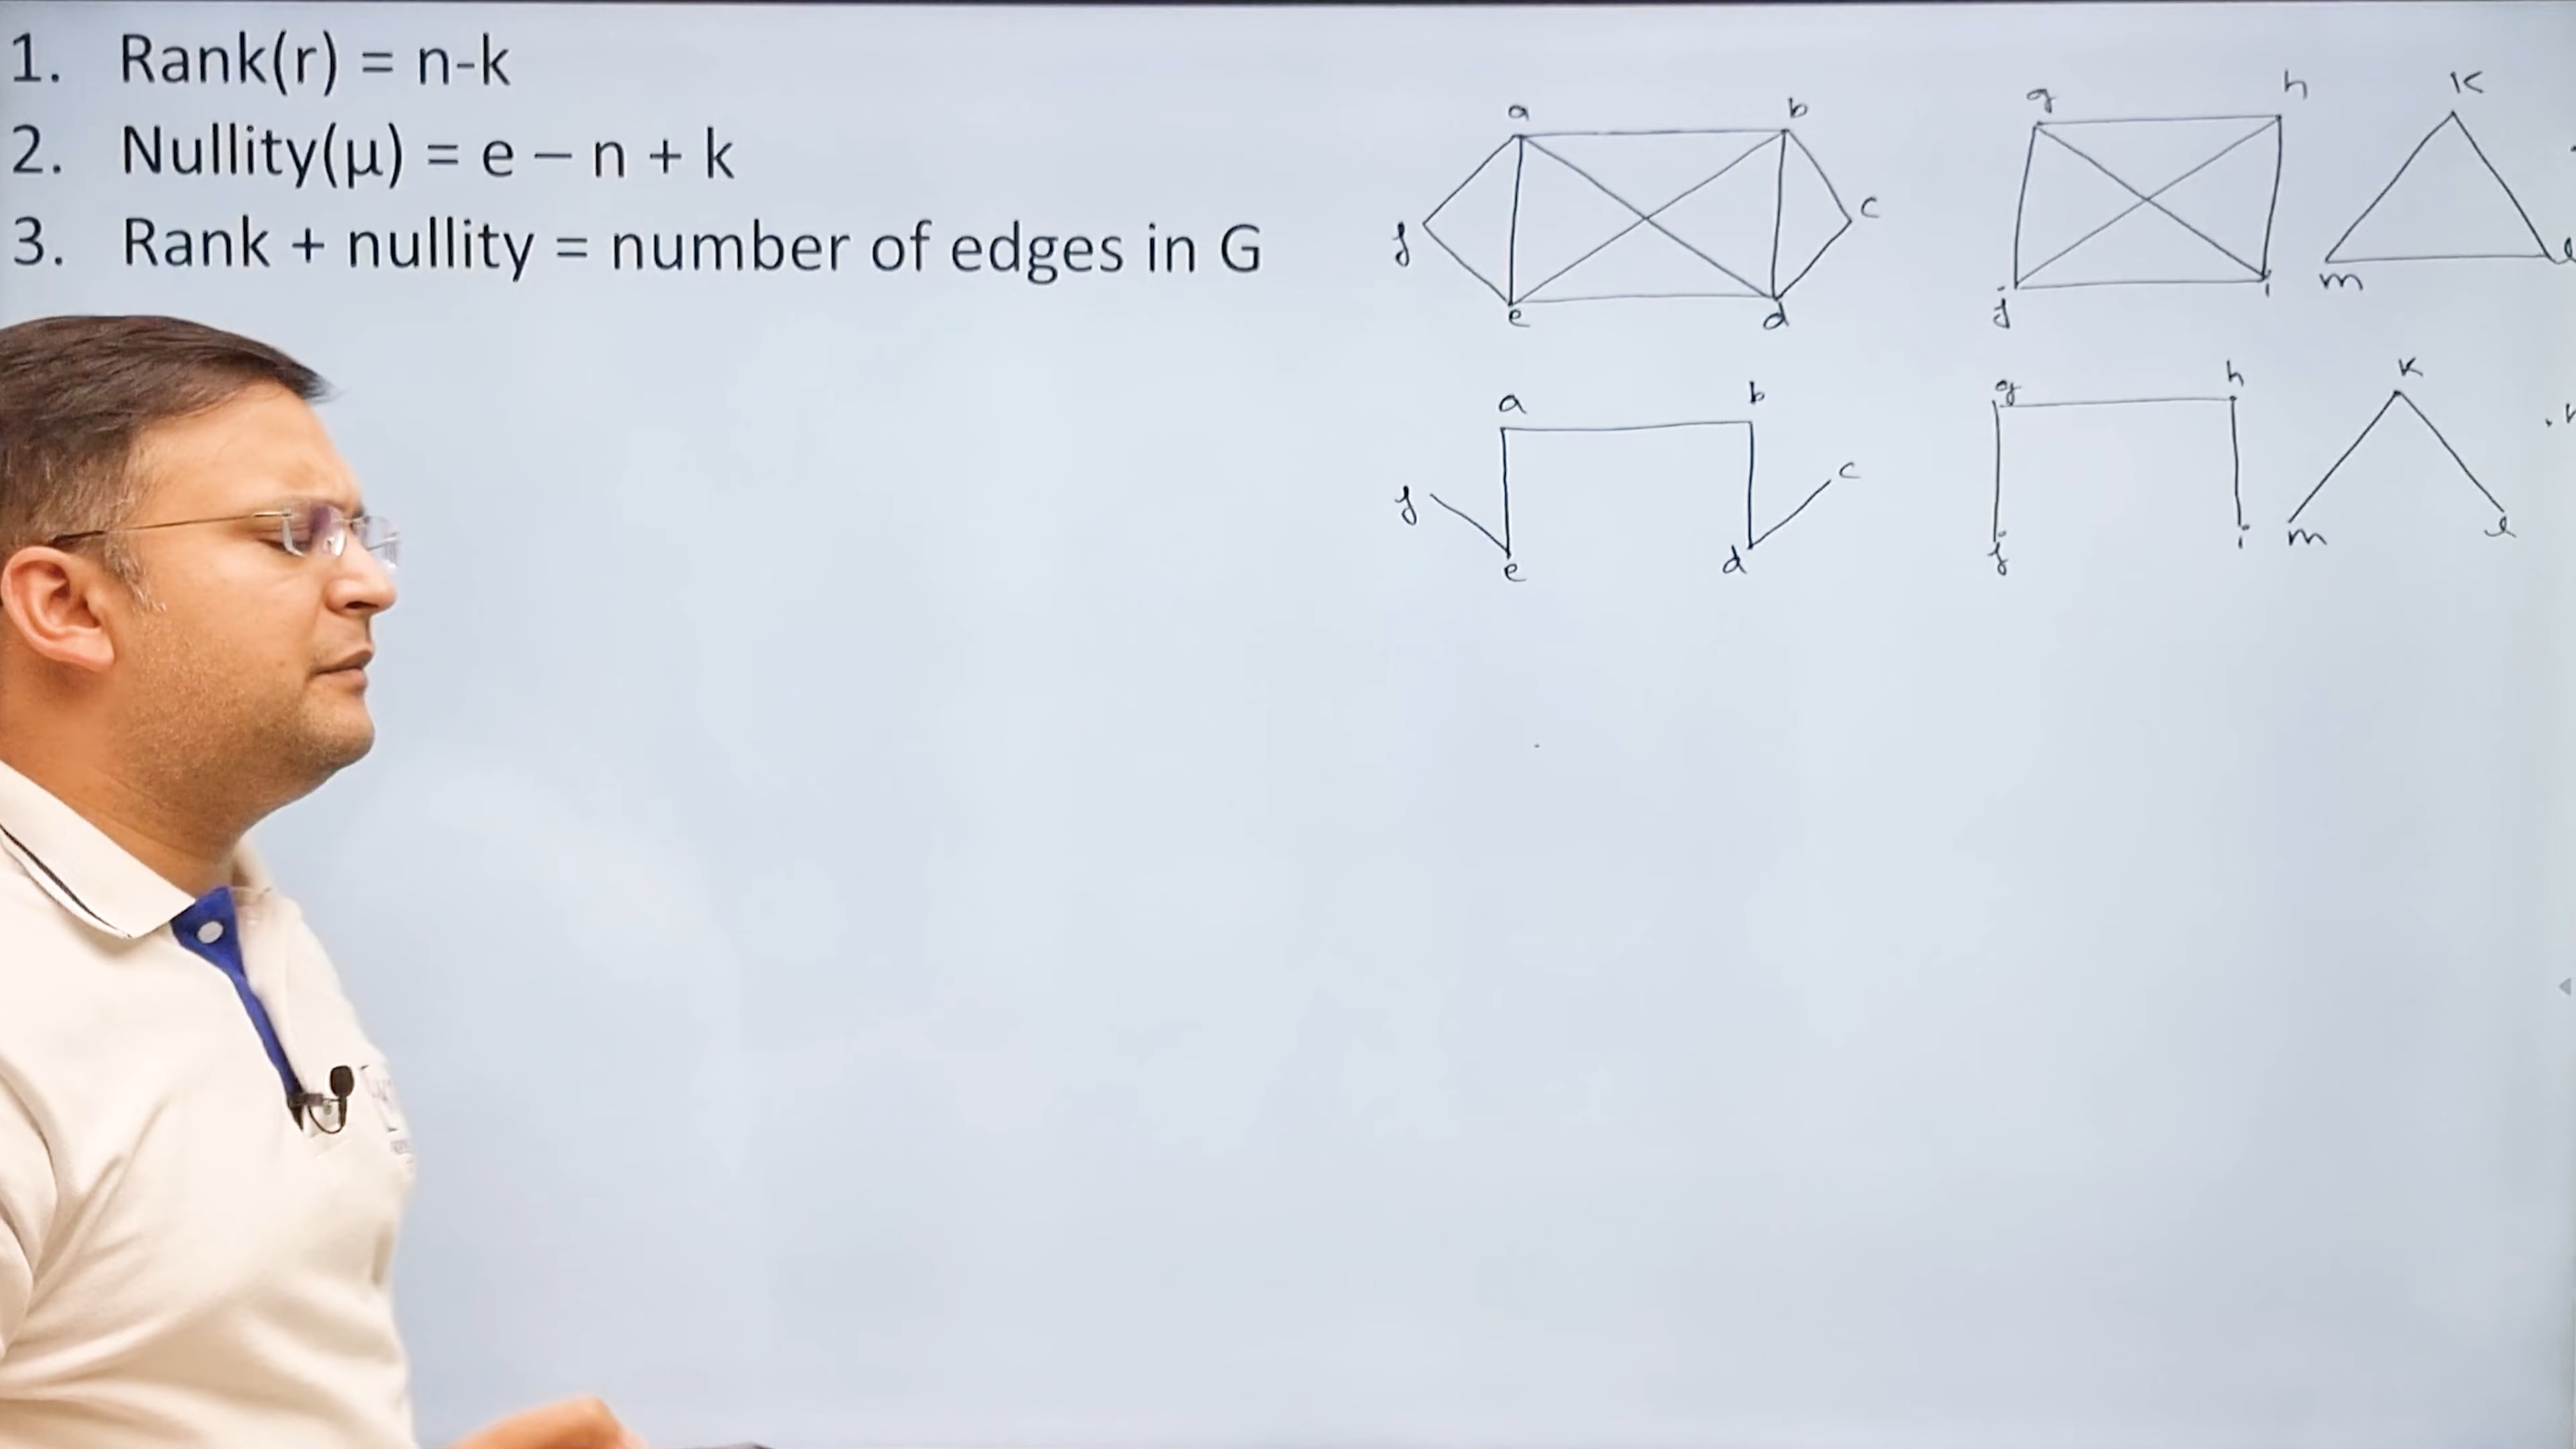 1. Rank(r) = n-k
2. Nullity(μ) = e – n + k
3. Rank + nullity = number of edges in G
a b
f c
e d
g h
j i
K
m l
a b
f c
e d
g h
j i
K
m l